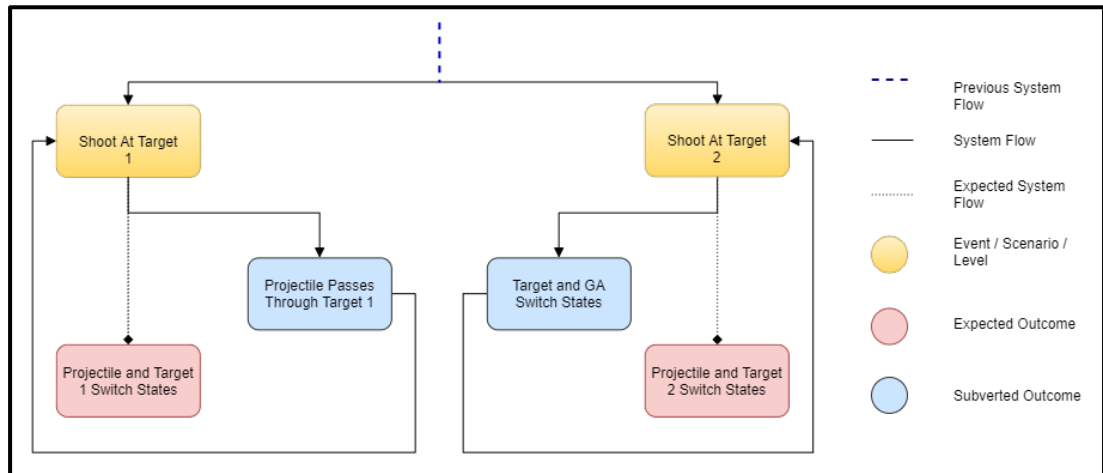 Shoot At Target
1
Shoot At Target
2
Projectile Passes
Through Target 1
Target and GA
Switch States
Projectile and Target
1 Switch States
Projectile and Target
2 Switch States
Previous System
Flow
System Flow
Expected System
Flow
Event / Scenario /
Level
Expected Outcome
Subverted Outcome